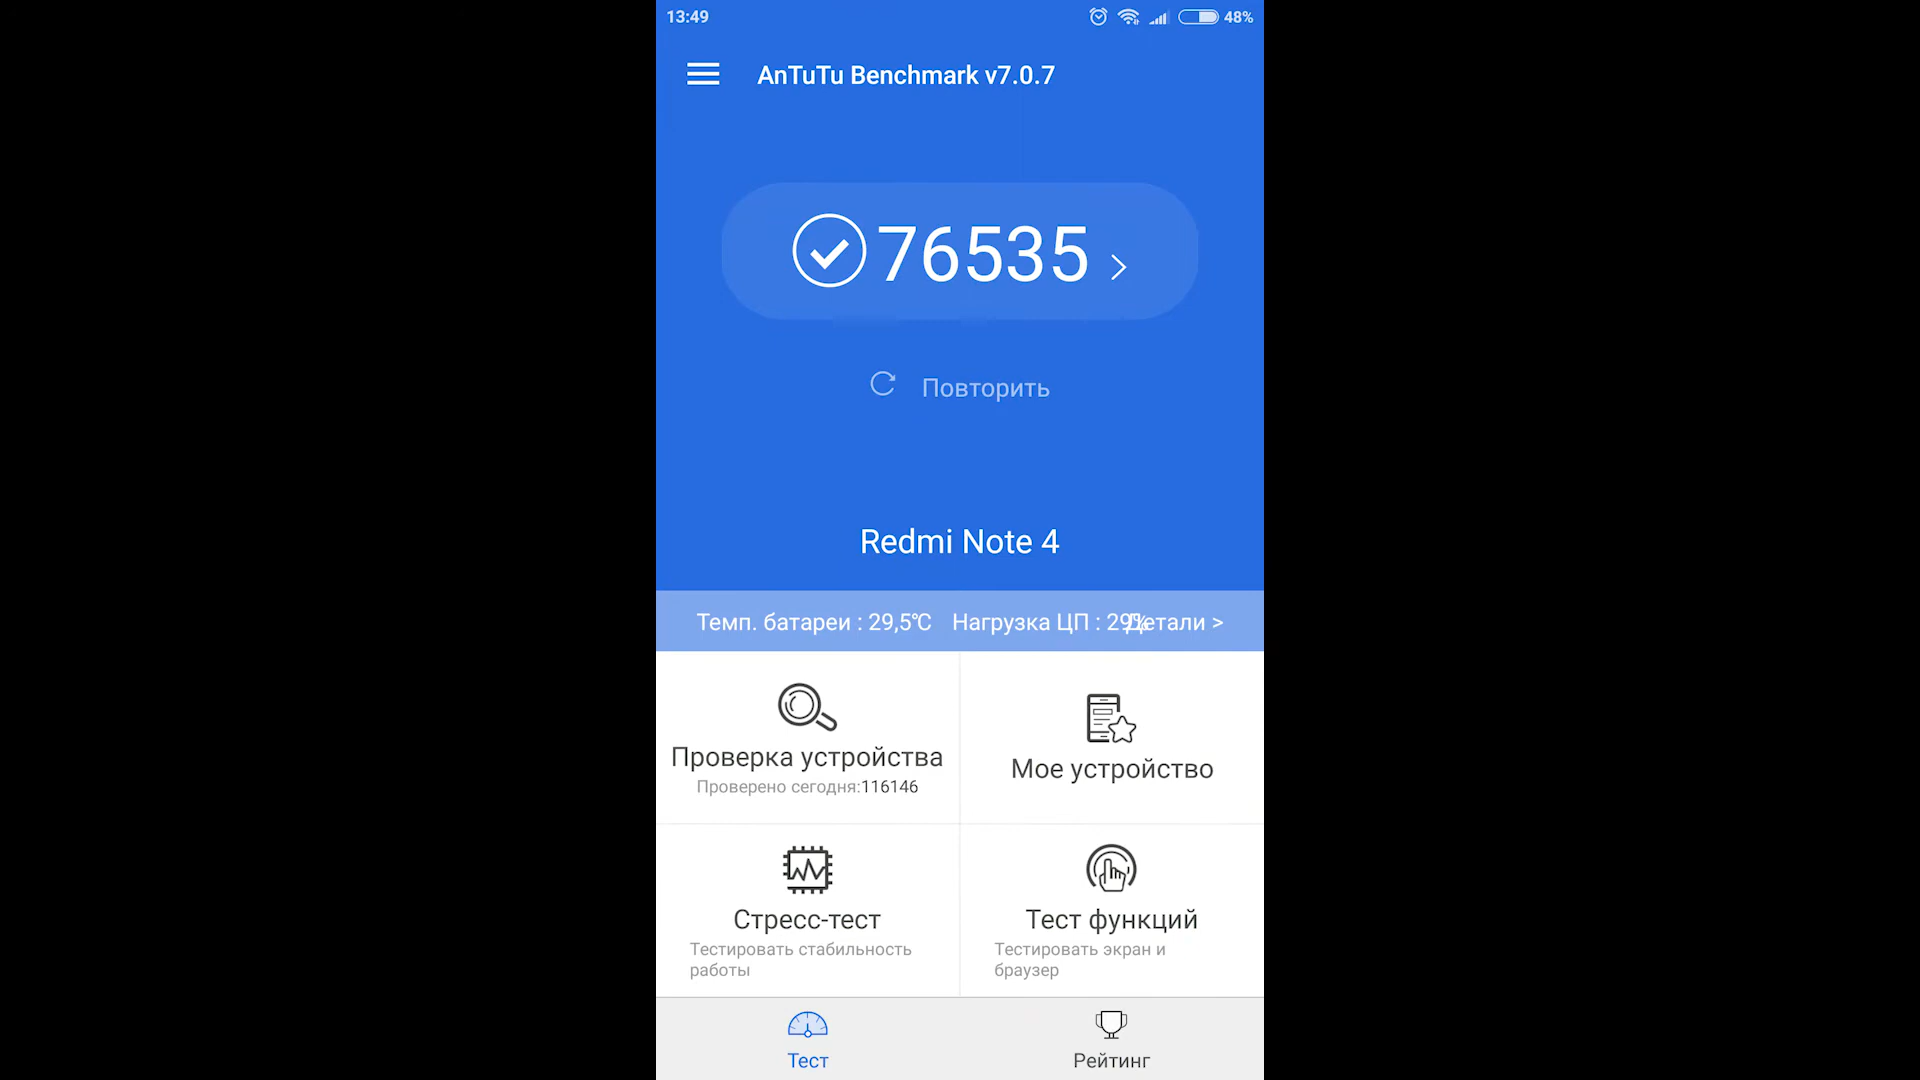 13:49
48%
AnTuTu Benchmark v7.0.7
76535
Повторить
Redmi Note 4
Темп. батареи : 29,5℃ Нагрузка ЦП : 29% Детали >
Проверка устройства
Проверено сегодня:116146
Мое устройство
Стресс-тест
Тестировать стабильность
работы
Тест функций
Тестировать экран и
браузер
Тест
Рейтинг